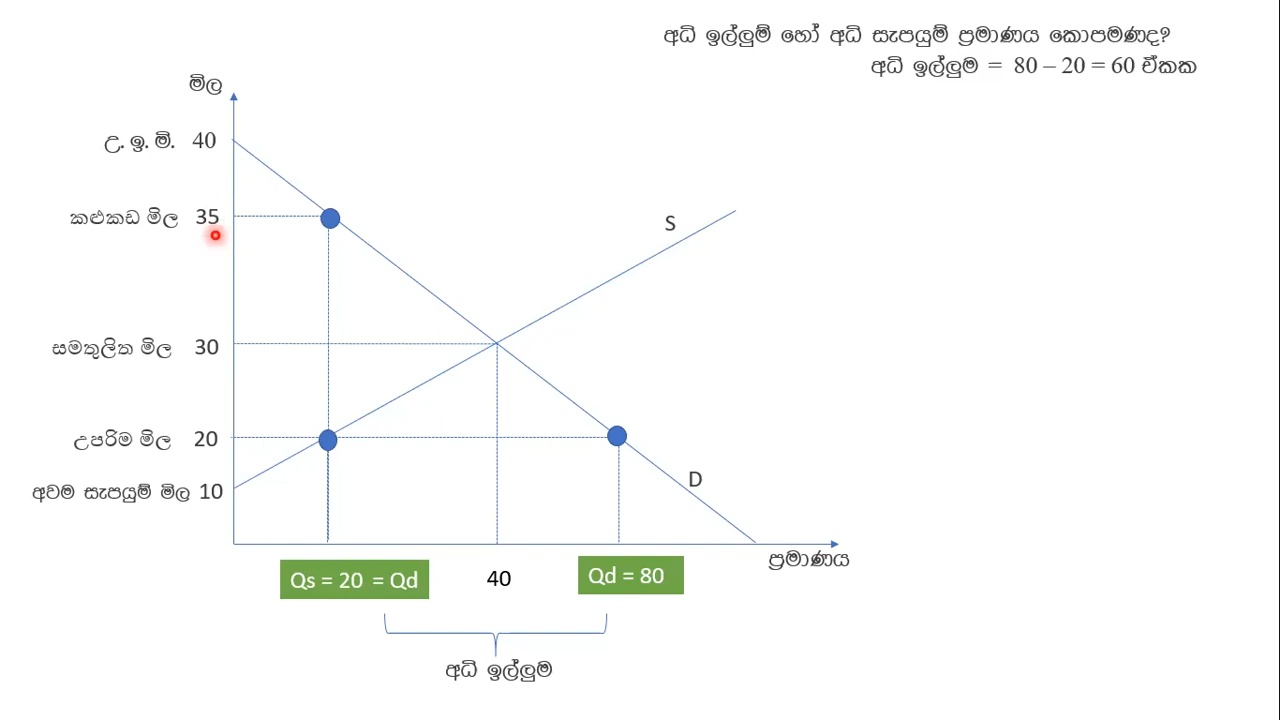 අධි ඉල්ලුම් හෝ අධි සැපයුම් ප්‍රමාණය කොපමණද?
අධි ඉල්ලුම = 80 – 20 = 60 ඒකක
මිල
උ. ඉ. මි. 40
කළුකඩ මිල 35
S
සමතුලිත මිල 30
උපරිම මිල 20
D
අවම සැපයුම් මිල 10
ප්‍රමාණය
Qs = 20 = Qd
40
Qd = 80
අධි ඉල්ලුම